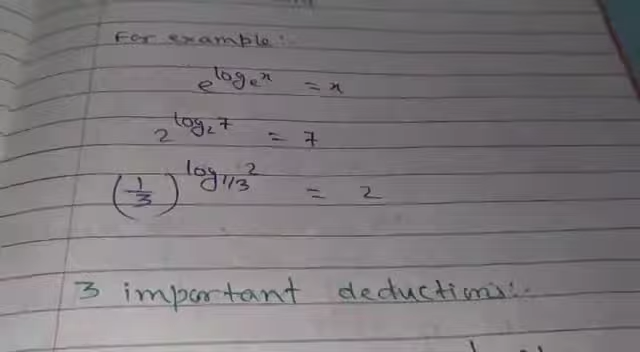 For example:-
e^log_e x = x
2^log_2 7 = 7
(1/3)^log_1/3 2 = 2
3 important deductions:-